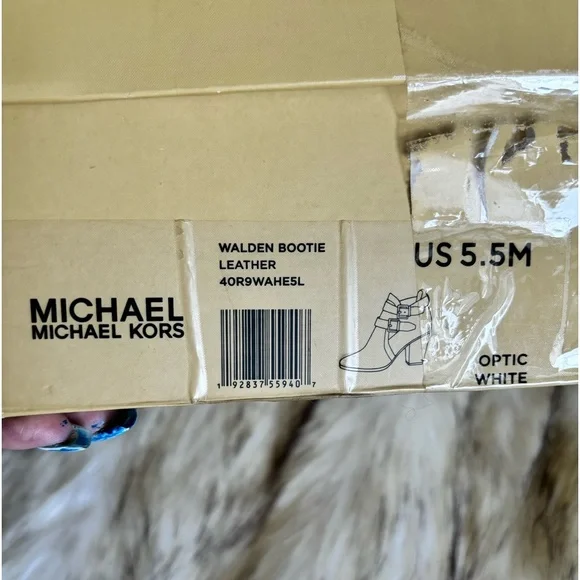 MICHAEL
MICHAEL KORS
WALDEN BOOTIE
LEATHER
40R9WAHE5L
1 92837 55940 7
US 5.5M
OPTIC
WHITE